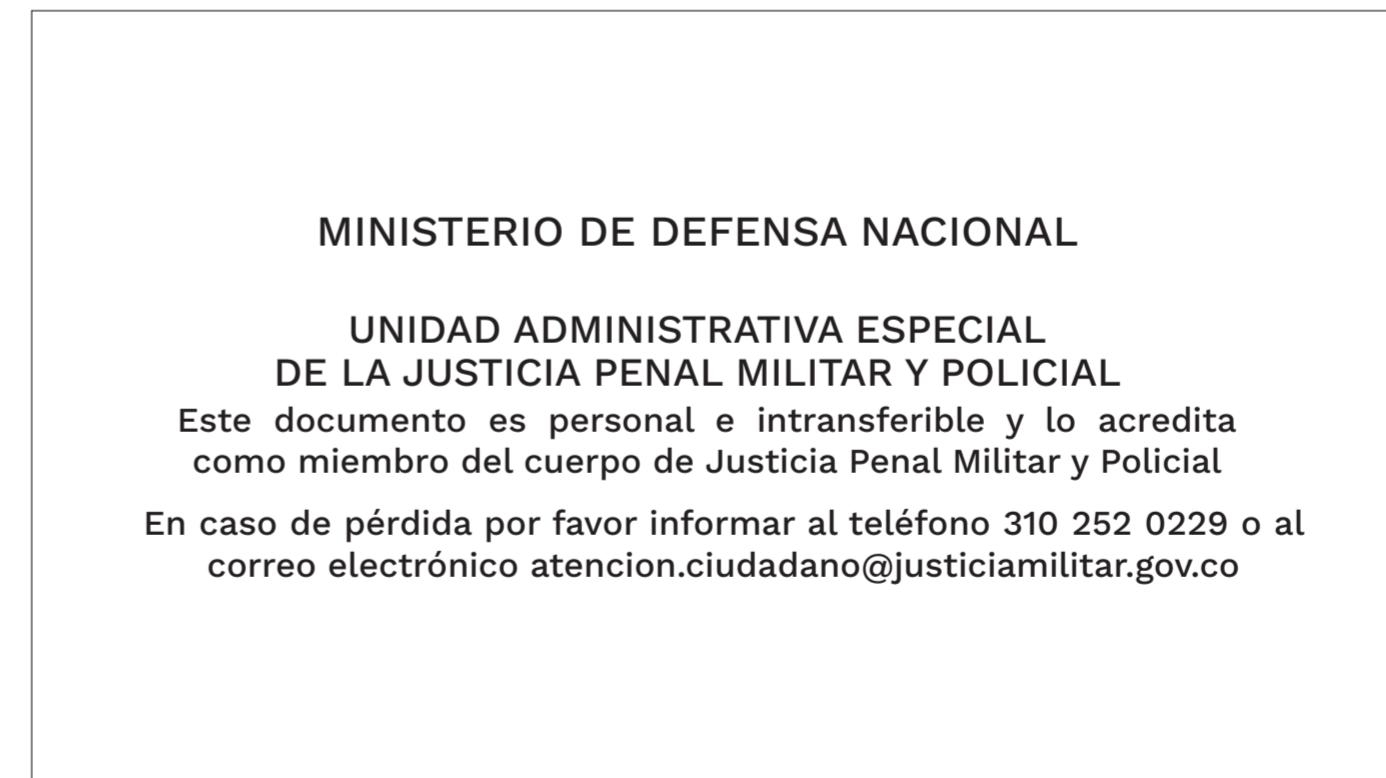 MINISTERIO DE DEFENSA NACIONAL
UNIDAD ADMINISTRATIVA ESPECIAL
DE LA JUSTICIA PENAL MILITAR Y POLICIAL
Este documento es personal e intransferible y lo acredita
como miembro del cuerpo de Justicia Penal Militar y Policial
En caso de pérdida por favor informar al teléfono 310 252 0229 o al
correo electrónico atencion.ciudadano@justiciamilitar.gov.co